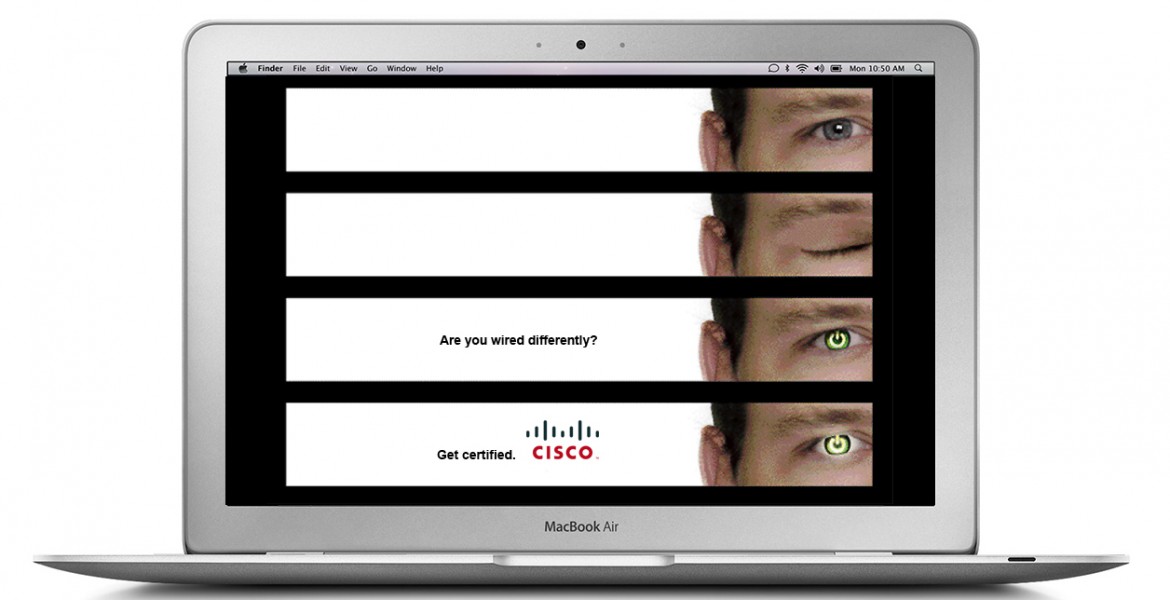 Finder File Edit View Go Window Help Mon 10:50 AM
Are you wired differently?
Get certified. CISCO
MacBook Air